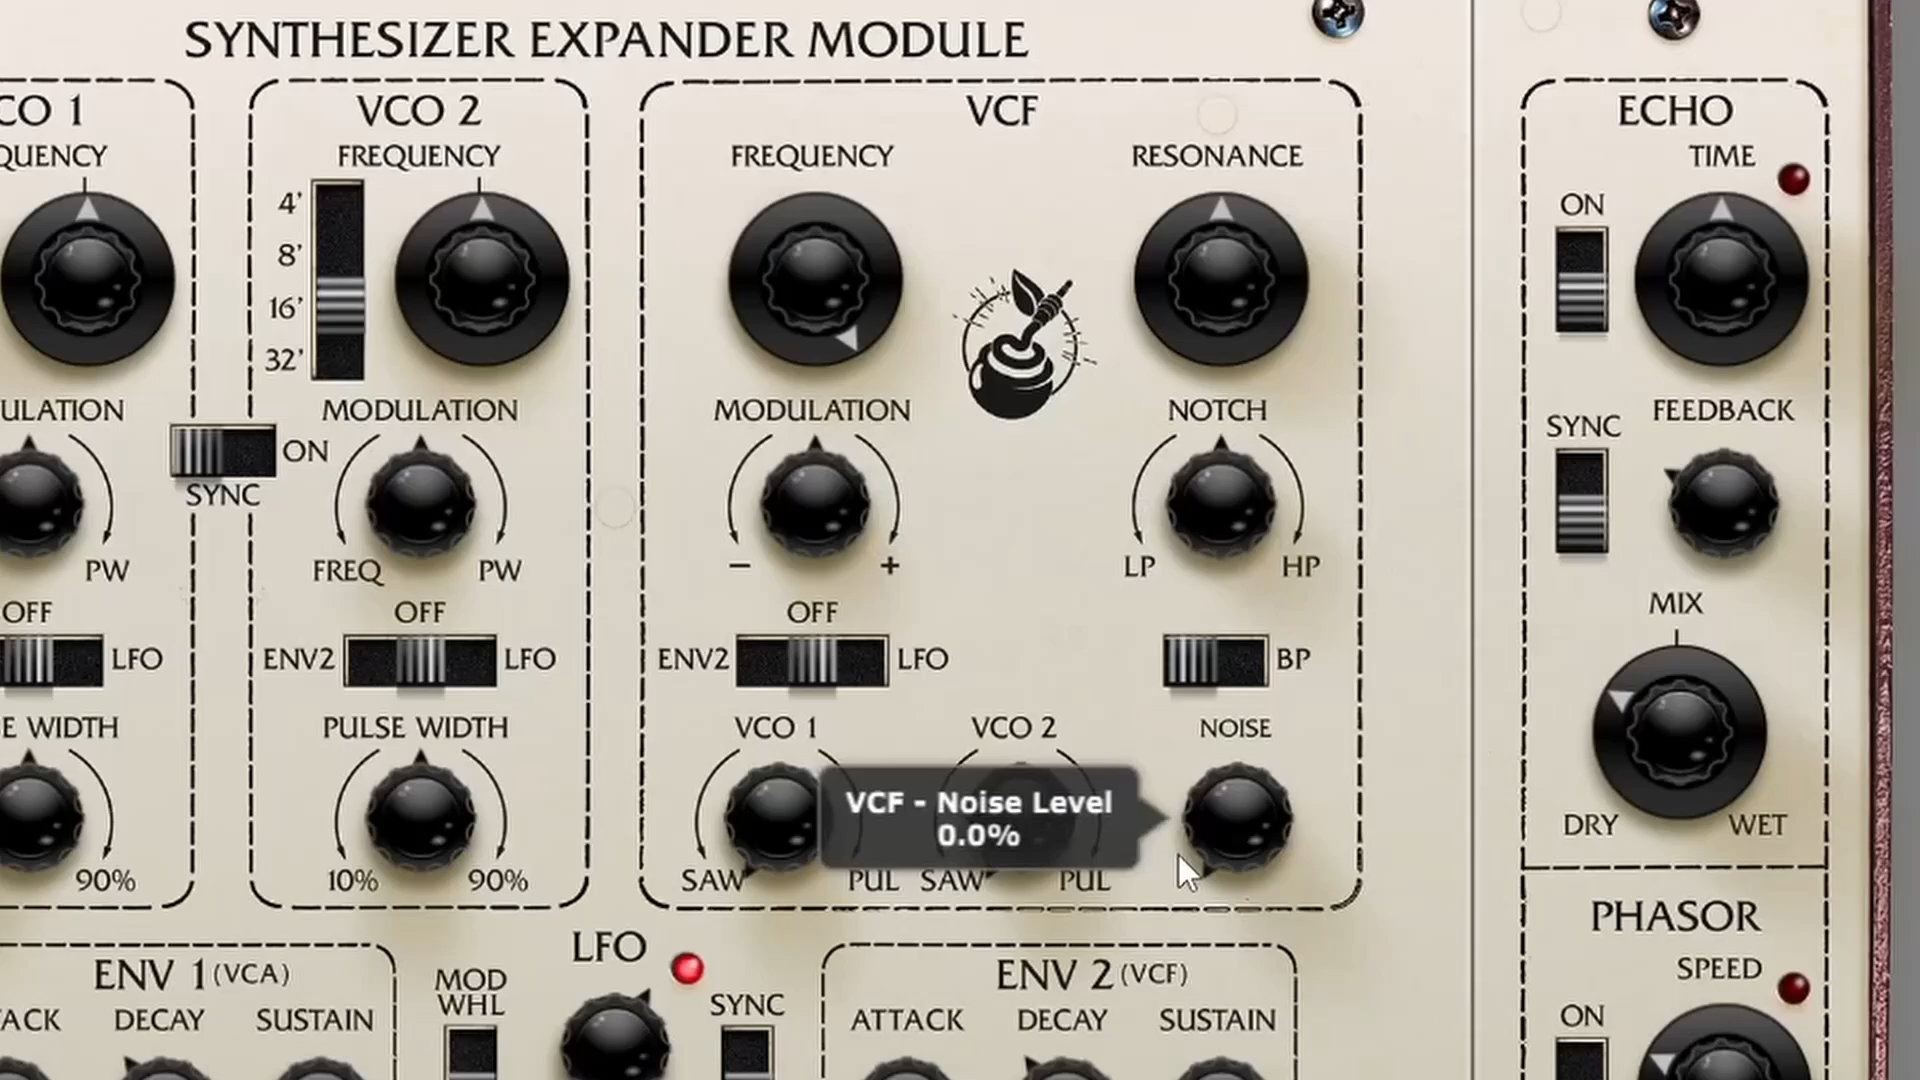 SYNTHESIZER EXPANDER MODULE
CO 1
QUENCY
ULATION
PW
OFF
LFO
E WIDTH
90%
ON
SYNC
VCO 2
FREQUENCY
4'
8'
16'
32'
MODULATION
FREQ
PW
OFF
ENV2
LFO
PULSE WIDTH
10%
90%
VCF
FREQUENCY
RESONANCE
MODULATION
NOTCH
–
+
LP
HP
OFF
ENV2
LFO
BP
VCO 1
VCO 2
NOISE
VCF - Noise Level
0.0%
SAW
PUL
SAW
PUL
ECHO
TIME
ON
SYNC
FEEDBACK
MIX
DRY
WET
PHASOR
SPEED
ON
ENV 1 (VCA)
TACK
DECAY
SUSTAIN
MOD
WHL
LFO
SYNC
ENV 2 (VCF)
ATTACK
DECAY
SUSTAIN